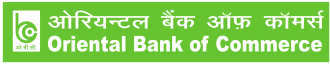 ओरियन्टल बैंक ऑफ़ कॉमर्स
Oriental Bank of Commerce
ओ बी सी